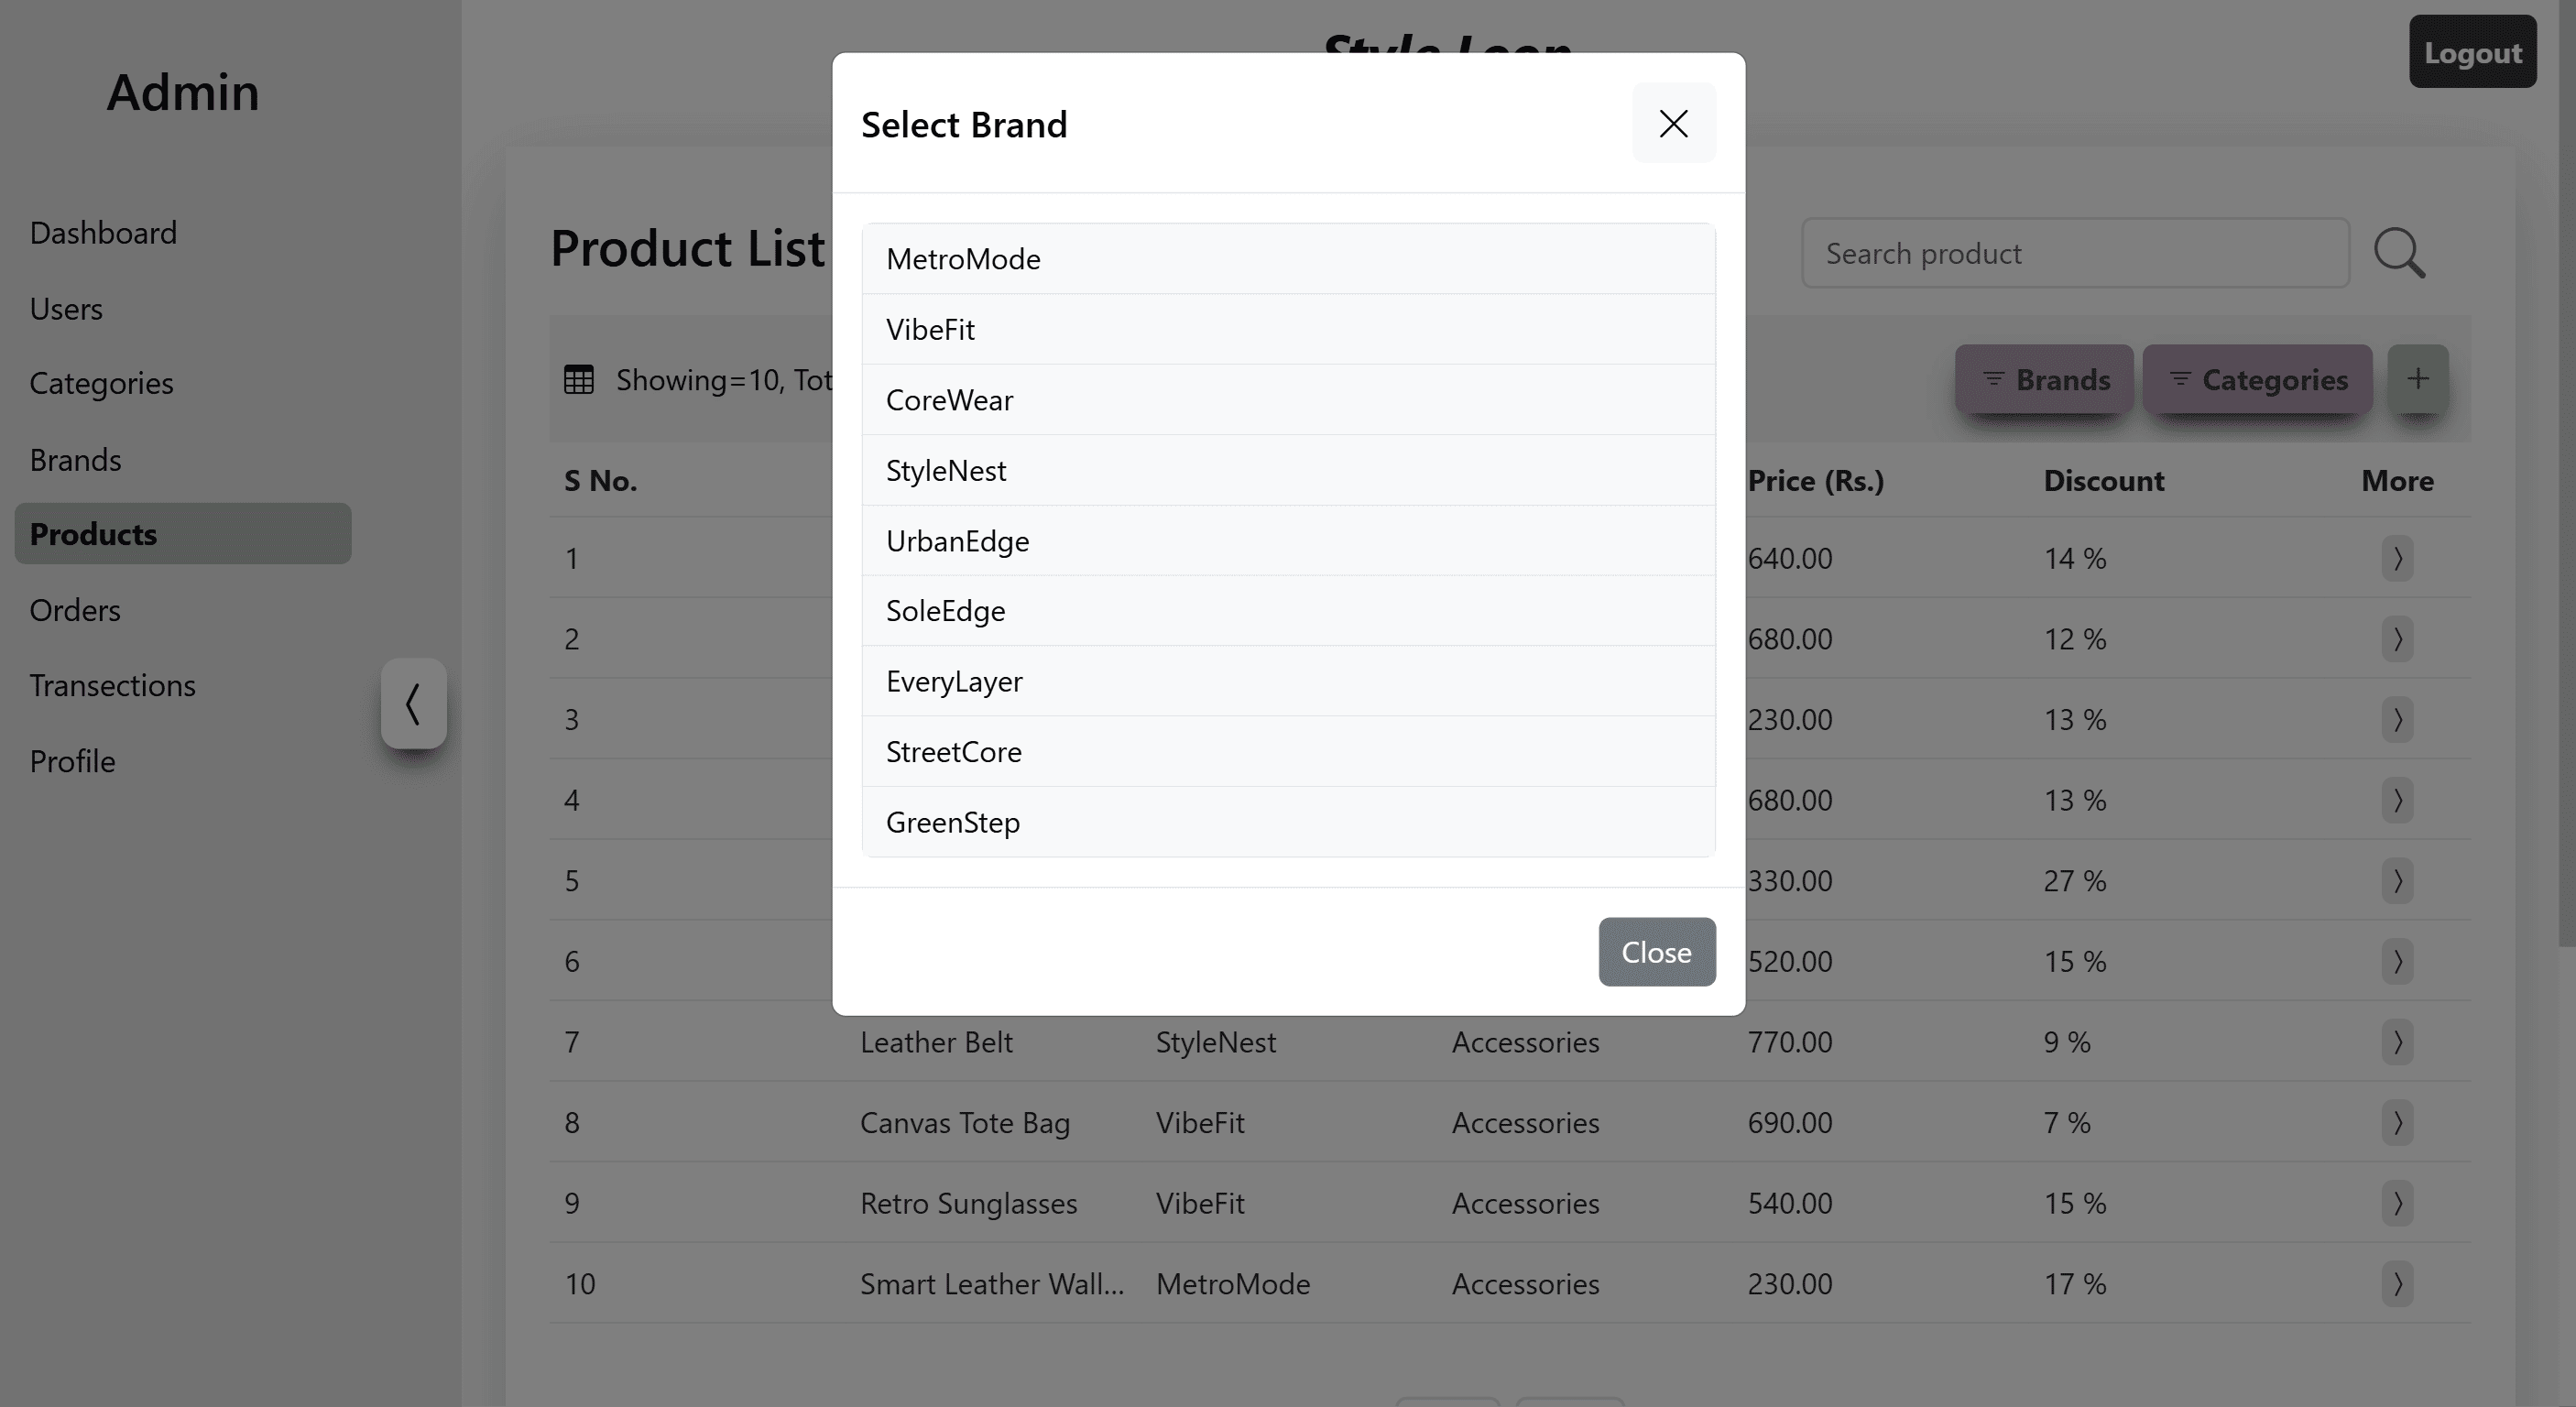 Style Loop
Logout
Admin
Select Brand
Dashboard
Users
Categories
Brands
Products
Orders
Transections
Profile
Product List
Search product
Showing=10, Tot
Brands
Categories
MetroMode
VibeFit
CoreWear
StyleNest
UrbanEdge
SoleEdge
EveryLayer
StreetCore
GreenStep
Close
S No. Price (Rs.) Discount More
1 640.00 14 %
2 680.00 12 %
3 230.00 13 %
4 680.00 13 %
5 330.00 27 %
6 520.00 15 %
7 Leather Belt StyleNest Accessories 770.00 9 %
8 Canvas Tote Bag VibeFit Accessories 690.00 7 %
9 Retro Sunglasses VibeFit Accessories 540.00 15 %
10 Smart Leather Wall... MetroMode Accessories 230.00 17 %